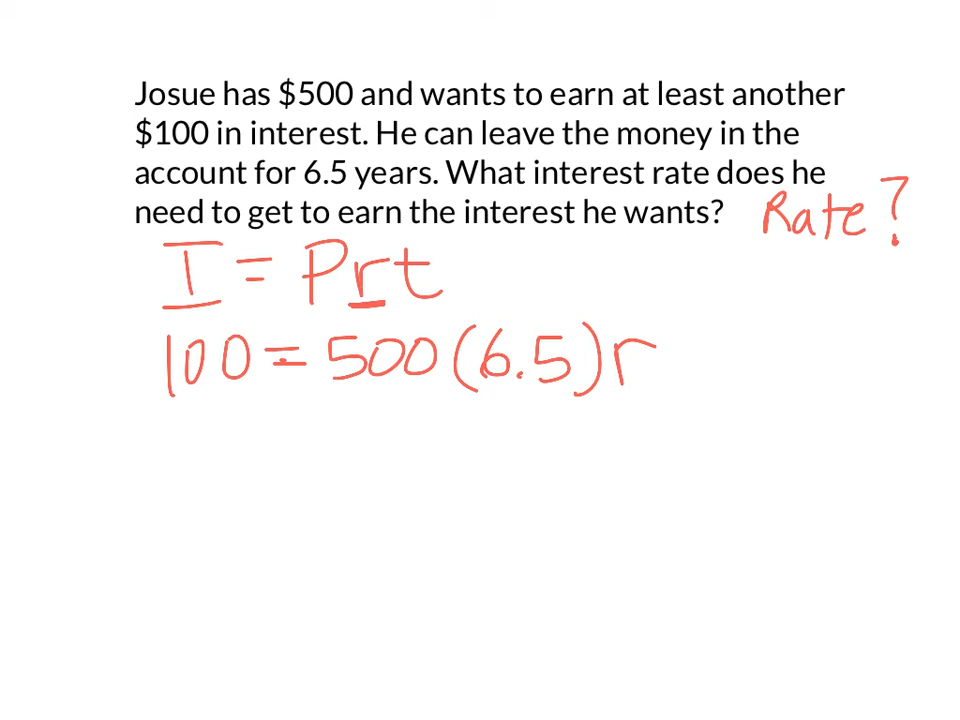 Josue has $500 and wants to earn at least another
$100 in interest. He can leave the money in the
account for 6.5 years. What interest rate does he
need to get to earn the interest he wants?
Rate?
I = Prt
100 = 500(6.5)r